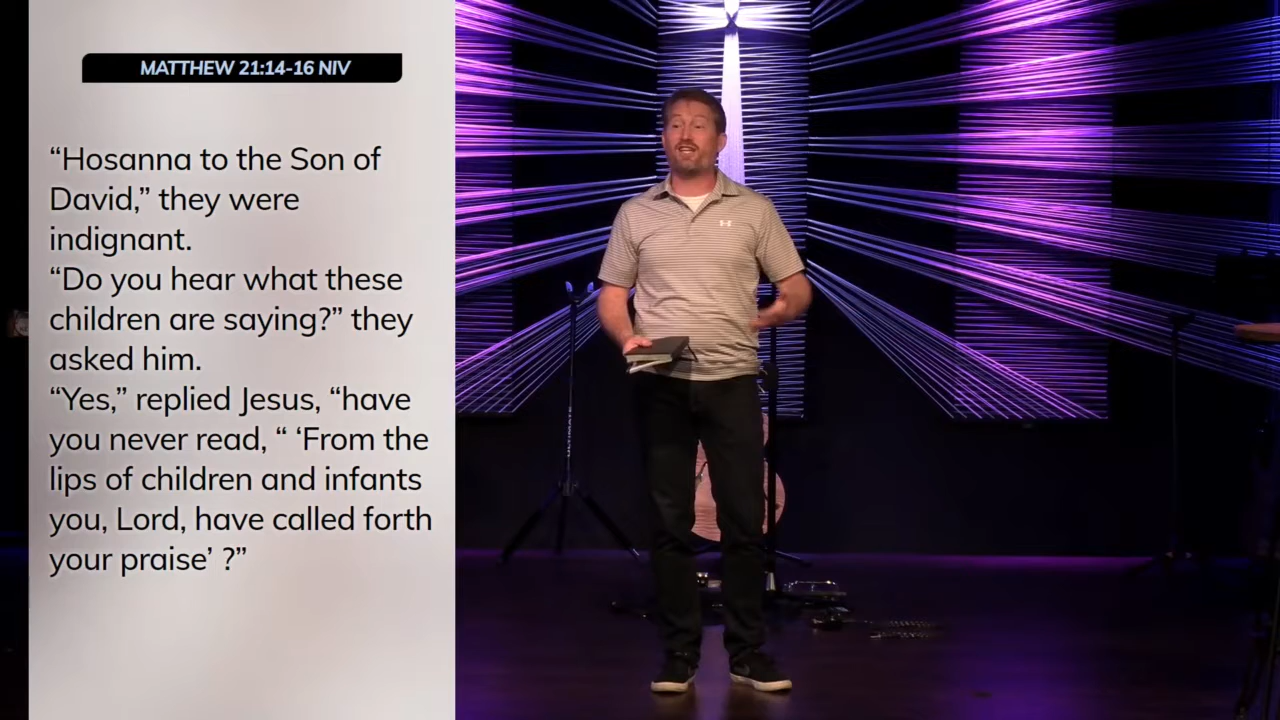 MATTHEW 21:14-16 NIV
“Hosanna to the Son of
David,” they were
indignant.
“Do you hear what these
children are saying?” they
asked him.
“Yes,” replied Jesus, “have
you never read, “ ‘From the
lips of children and infants
you, Lord, have called forth
your praise’ ?”
ULTIMATE